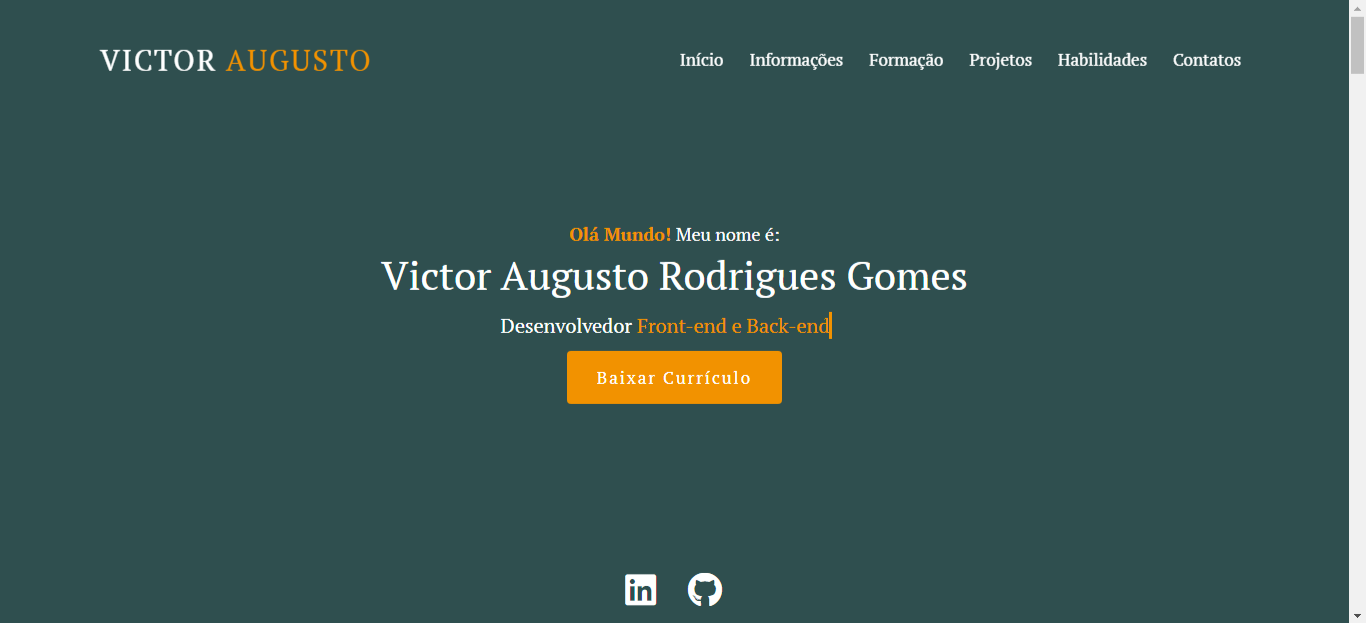 VICTOR AUGUSTO
Início Informações Formação Projetos Habilidades Contatos
Olá Mundo! Meu nome é:
Victor Augusto Rodrigues Gomes
Desenvolvedor Front-end e Back-end
Baixar Currículo
in